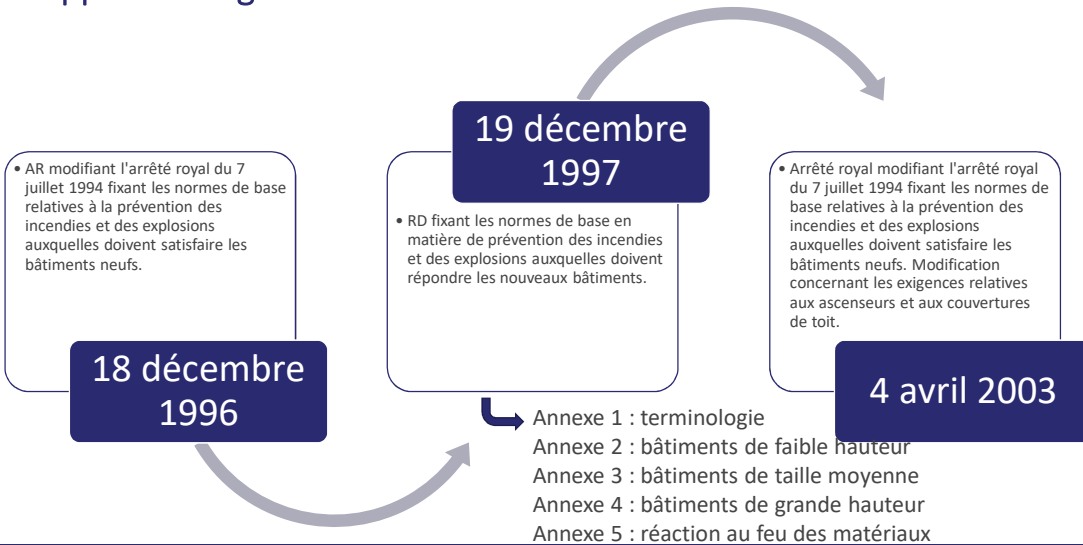 • AR modifiant l'arrêté royal du 7
juillet 1994 fixant les normes de base
relatives à la prévention des
incendies et des explosions
auxquelles doivent satisfaire les
bâtiments neufs.
18 décembre
1996
19 décembre
1997
• RD fixant les normes de base en
matière de prévention des incendies
et des explosions auxquelles doivent
répondre les nouveaux bâtiments.
Annexe 1 : terminologie
Annexe 2 : bâtiments de faible hauteur
Annexe 3 : bâtiments de taille moyenne
Annexe 4 : bâtiments de grande hauteur
Annexe 5 : réaction au feu des matériaux
• Arrêté royal modifiant l'arrêté royal
du 7 juillet 1994 fixant les normes de
base relatives à la prévention des
incendies et des explosions
auxquelles doivent satisfaire les
bâtiments neufs. Modification
concernant les exigences relatives
aux ascenseurs et aux couvertures
de toit.
4 avril 2003